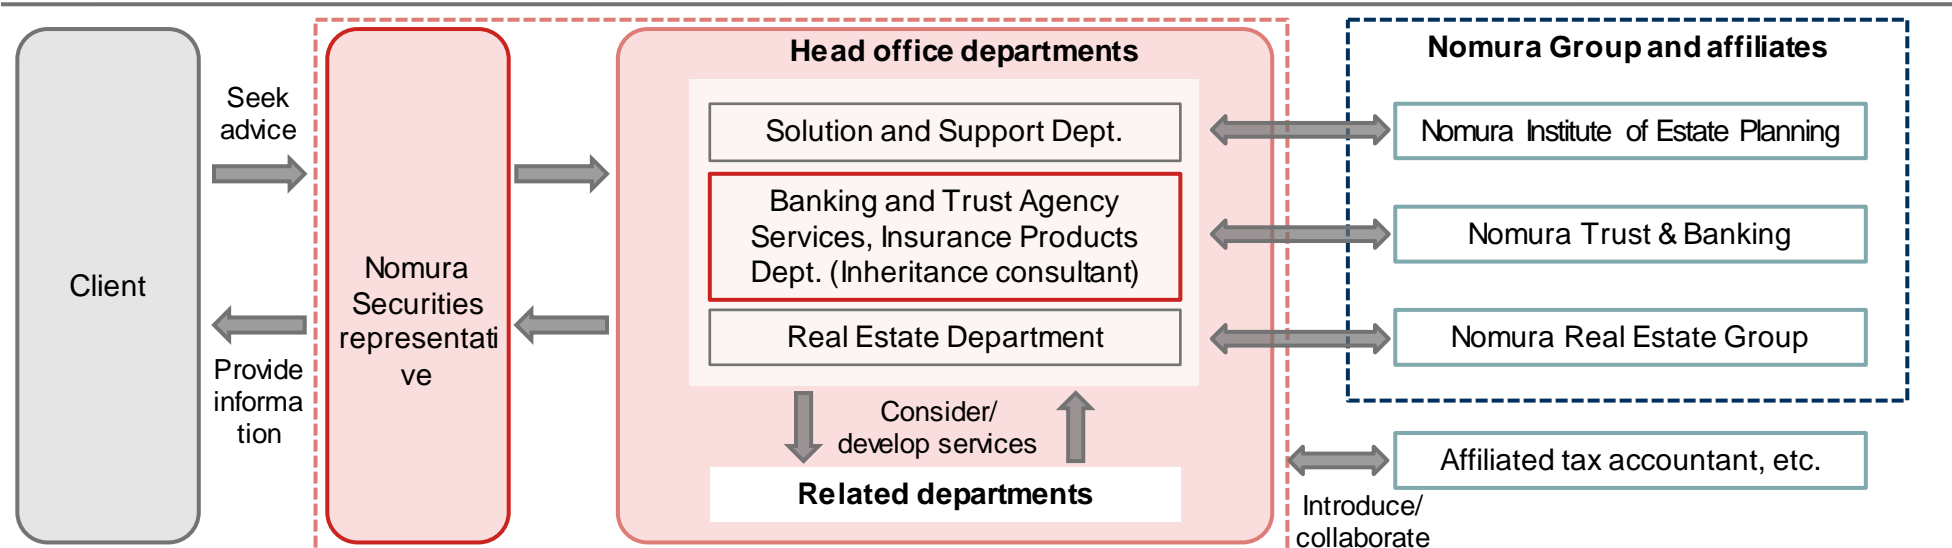 Client
Seek
advice
Provide
informa
tion
Nomura
Securities
representati
ve
Head office departments
Solution and Support Dept.
Banking and Trust Agency
Services, Insurance Products
Dept. (Inheritance consultant)
Real Estate Department
Consider/
develop services
Related departments
Nomura Group and affiliates
Nomura Institute of Estate Planning
Nomura Trust & Banking
Nomura Real Estate Group
Affiliated tax accountant, etc.
Introduce/
collaborate